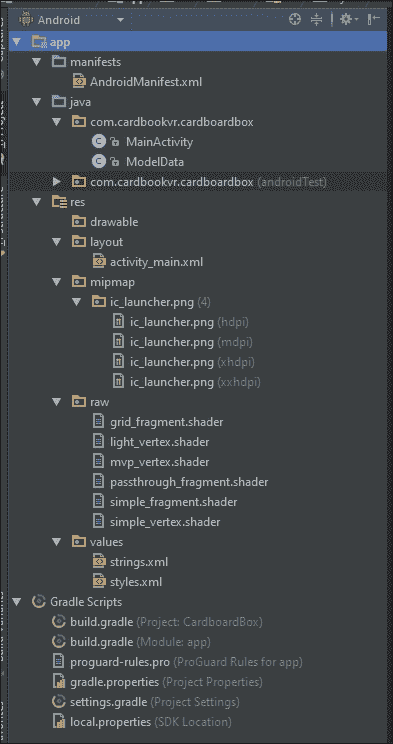 Android
app
manifests
AndroidManifest.xml
java
com.cardbookvr.cardboardbox
MainActivity
ModelData
com.cardbookvr.cardboardbox (androidTest)
res
drawable
layout
activity_main.xml
mipmap
ic_launcher.png (4)
ic_launcher.png (hdpi)
ic_launcher.png (mdpi)
ic_launcher.png (xhdpi)
ic_launcher.png (xxhdpi)
raw
grid_fragment.shader
light_vertex.shader
mvp_vertex.shader
passthrough_fragment.shader
simple_fragment.shader
simple_vertex.shader
values
strings.xml
styles.xml
Gradle Scripts
build.gradle (Project: CardboardBox)
build.gradle (Module: app)
proguard-rules.pro (ProGuard Rules for app)
gradle.properties (Project Properties)
settings.gradle (Project Settings)
local.properties (SDK Location)